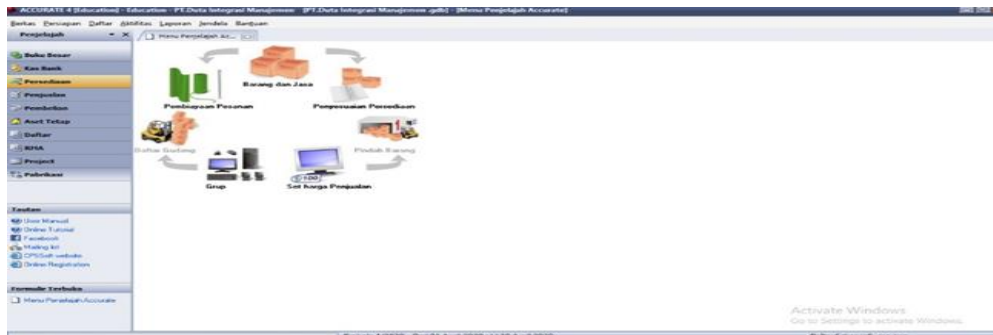 ACCURATE 4 [Education] - Education - PT.Duta Integrasi Manajemen - [PT.Duta Integrasi Manajemen .gdb] - [Menu Penjelajah Accurate]
Berkas Persiapan Daftar Aktifitas Laporan Jendela Bantuan
Penjelajah
Menu Penjelajah Ac...
Buku Besar
Kas Bank
Persediaan
Penjualan
Pembelian
Aset Tetap
Daftar
RMA
Project
Pabrikasi
Barang dan Jasa
Pembiayaan Pesanan
Penyesuaian Persediaan
Daftar Gudang
Pindah Barang
Grup
Set Harga Penjualan
Tautan
User Manual
Online Tutorial
Facebook
Mailing list
CPSSoft website
Online Registration
Formulir Terbuka
Menu Penjelajah Accurate
Activate Windows
Go to Settings to activate Windows.